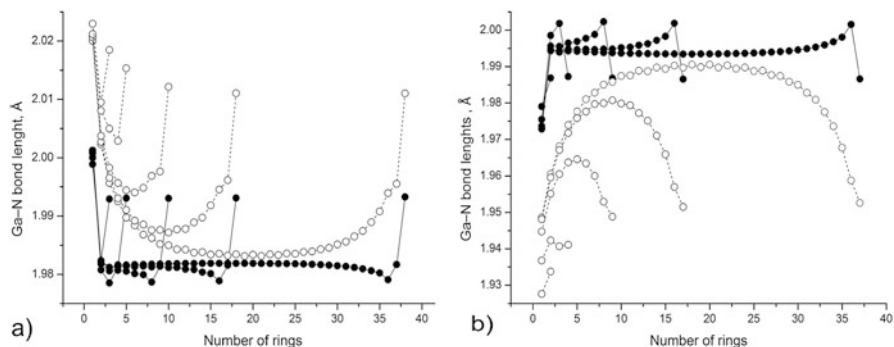 2.02
2.01
2.00
1.99
1.98
Ga–N bond lenght, Å
0 5 10 15 20 25 30 35 40
Number of rings
a)
2.00
1.99
1.98
1.97
1.96
1.95
1.94
1.93
Ga–N bond lenghts , Å
0 5 10 15 20 25 30 35 40
Number of rings
b)